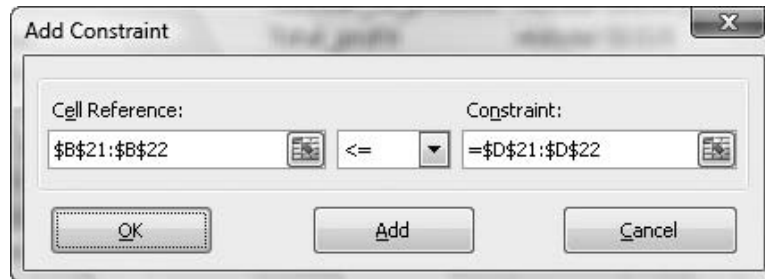 Add Constraint
Cell Reference:
Constraint:
$B$21:$B$22
<=
=$D$21:$D$22
OK
Add
Cancel